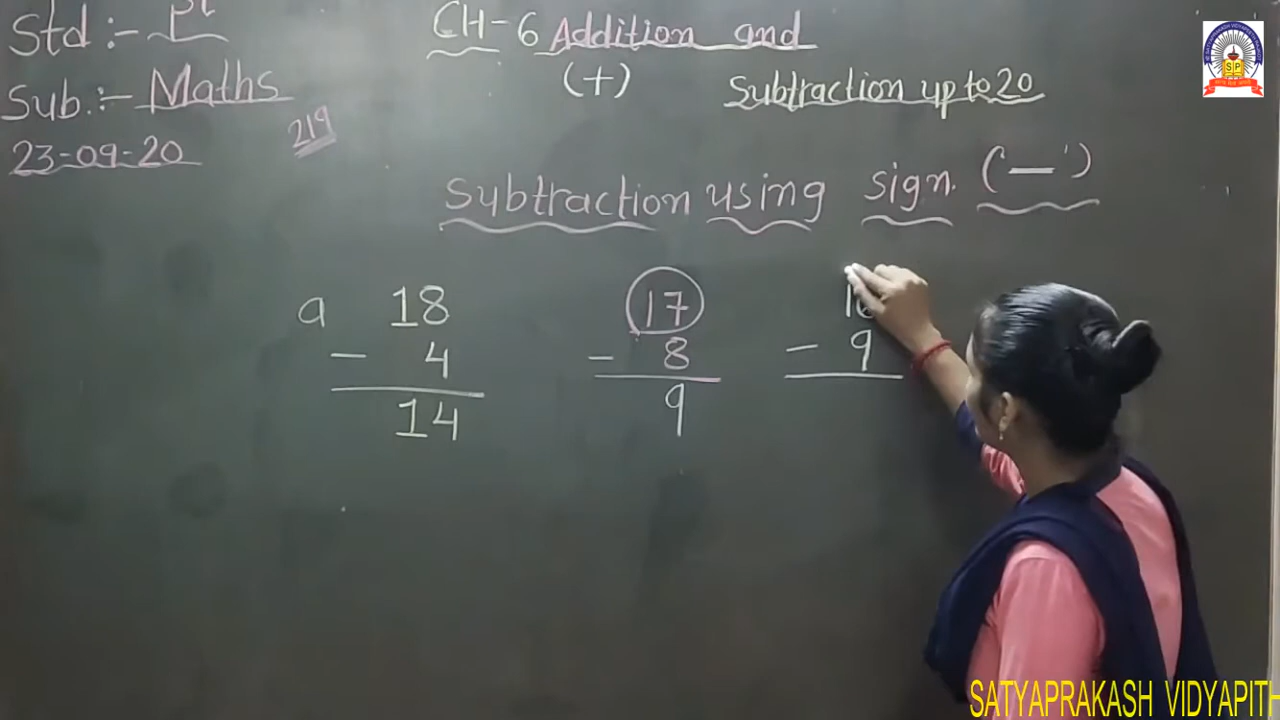 Std :-
Sub. :- Maths
23-09-20
219
CH-6 Addition and
(+)
Subtraction up to 20
Subtraction using sign. ('—')
a 18
- 4
14
17
- 8
9
- 9
SP
SATYAPRAKASH VIDYAPITH